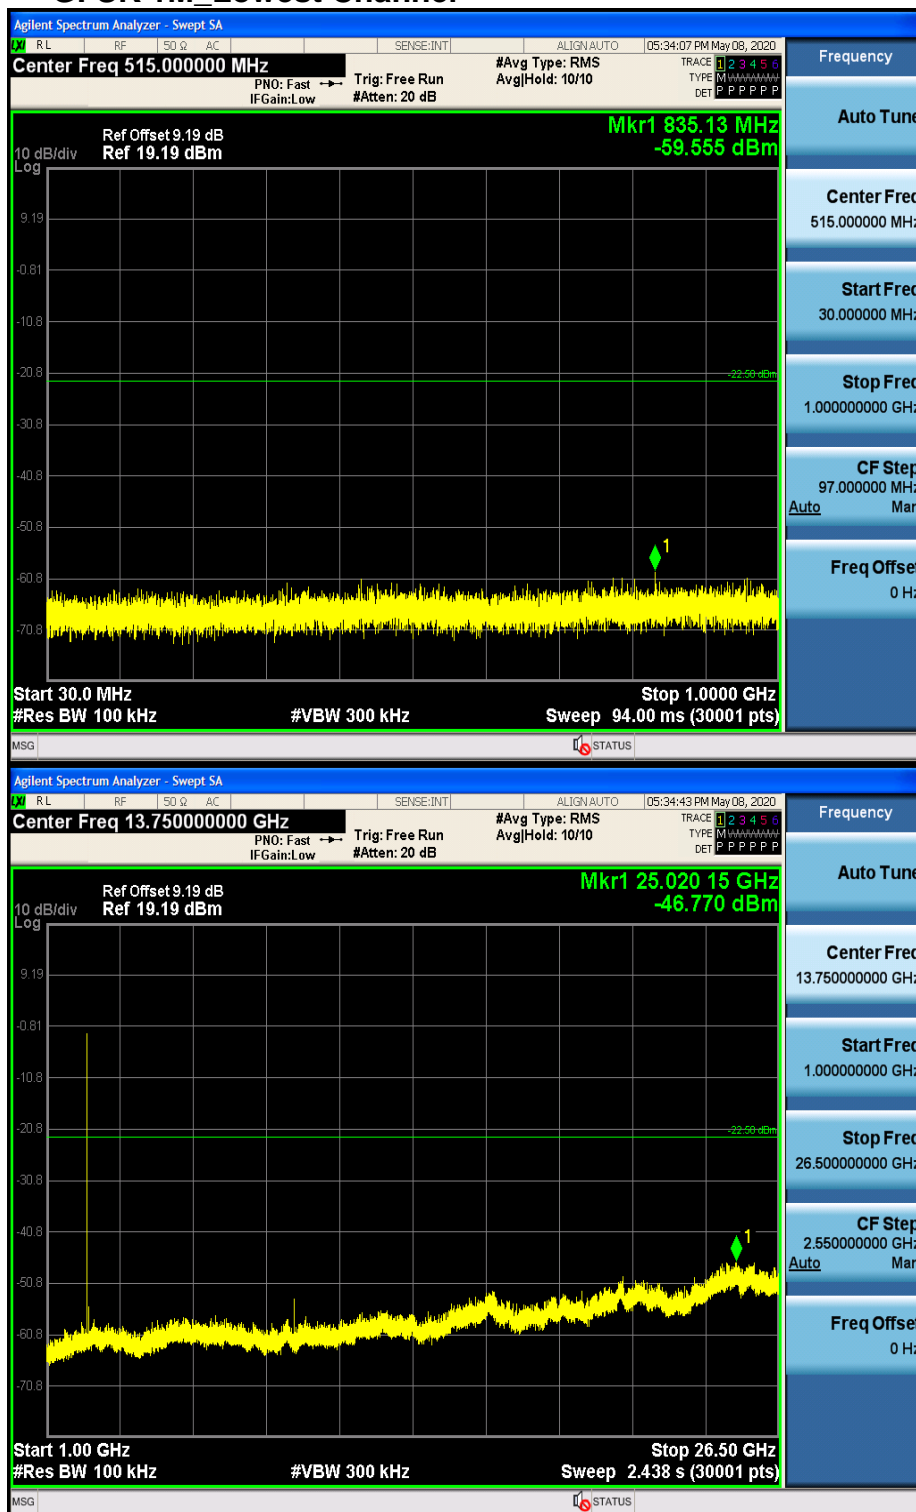 Agilent Spectrum Analyzer - Swept SA
LXI RL RF 50 Ω AC SENSE:INT ALIGNAUTO 05:34:07 PM May 08, 2020
Center Freq 515.000000 MHz
PNO: Fast
IFGain:Low
Trig: Free Run
#Atten: 20 dB
#Avg Type: RMS
Avg|Hold: 10/10
TRACE 1 2 3 4 5 6
TYPE M
DET P P P P P P
Mkr1 835.13 MHz
-59.555 dBm
Ref Offset 9.19 dB
10 dB/div Ref 19.19 dBm
Log
9.19
-0.81
-10.8
-20.8
-22.50 dBm
-30.8
-40.8
-50.8
1
-60.8
-70.8
Start 30.0 MHz Stop 1.0000 GHz
#Res BW 100 kHz #VBW 300 kHz Sweep 94.00 ms (30001 pts)
MSG STATUS
Frequency
Auto Tune
Center Freq
515.000000 MHz
Start Freq
30.000000 MHz
Stop Freq
1.000000000 GHz
CF Step
97.000000 MHz
Auto Man
Freq Offset
0 Hz
Agilent Spectrum Analyzer - Swept SA
LXI RL RF 50 Ω AC SENSE:INT ALIGNAUTO 05:34:43 PM May 08, 2020
Center Freq 13.750000000 GHz
PNO: Fast
IFGain:Low
Trig: Free Run
#Atten: 20 dB
#Avg Type: RMS
Avg|Hold: 10/10
TRACE 1 2 3 4 5 6
TYPE M
DET P P P P P P
Mkr1 25.020 15 GHz
-46.770 dBm
Ref Offset 9.19 dB
10 dB/div Ref 19.19 dBm
Log
9.19
-0.81
-10.8
-20.8
-22.50 dBm
-30.8
-40.8
1
-50.8
-60.8
-70.8
Start 1.00 GHz Stop 26.50 GHz
#Res BW 100 kHz #VBW 300 kHz Sweep 2.438 s (30001 pts)
MSG STATUS
Frequency
Auto Tune
Center Freq
13.750000000 GHz
Start Freq
1.000000000 GHz
Stop Freq
26.500000000 GHz
CF Step
2.550000000 GHz
Auto Man
Freq Offset
0 Hz